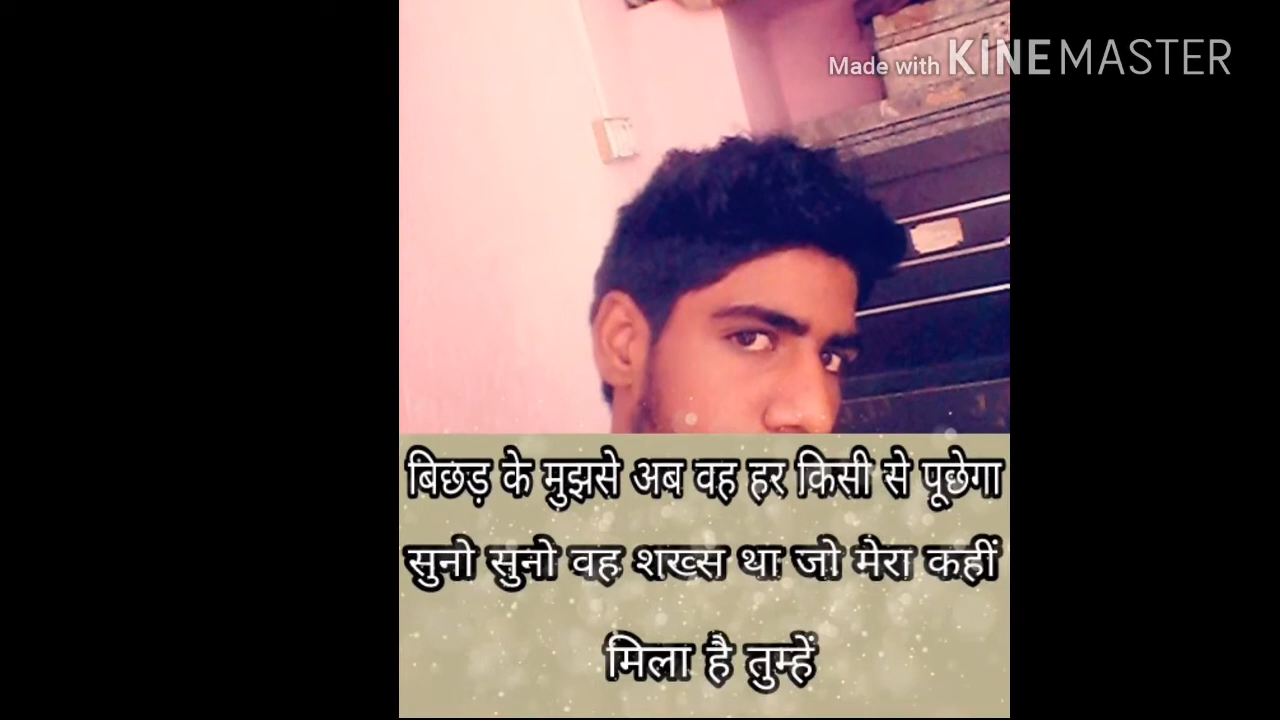 Made with KINEMASTER
बिछड़ के मुझसे अब वह हर किसी से पूछेगा
सुनो सुनो वह शख्स था जो मेरा कहीं
मिला है तुम्हें